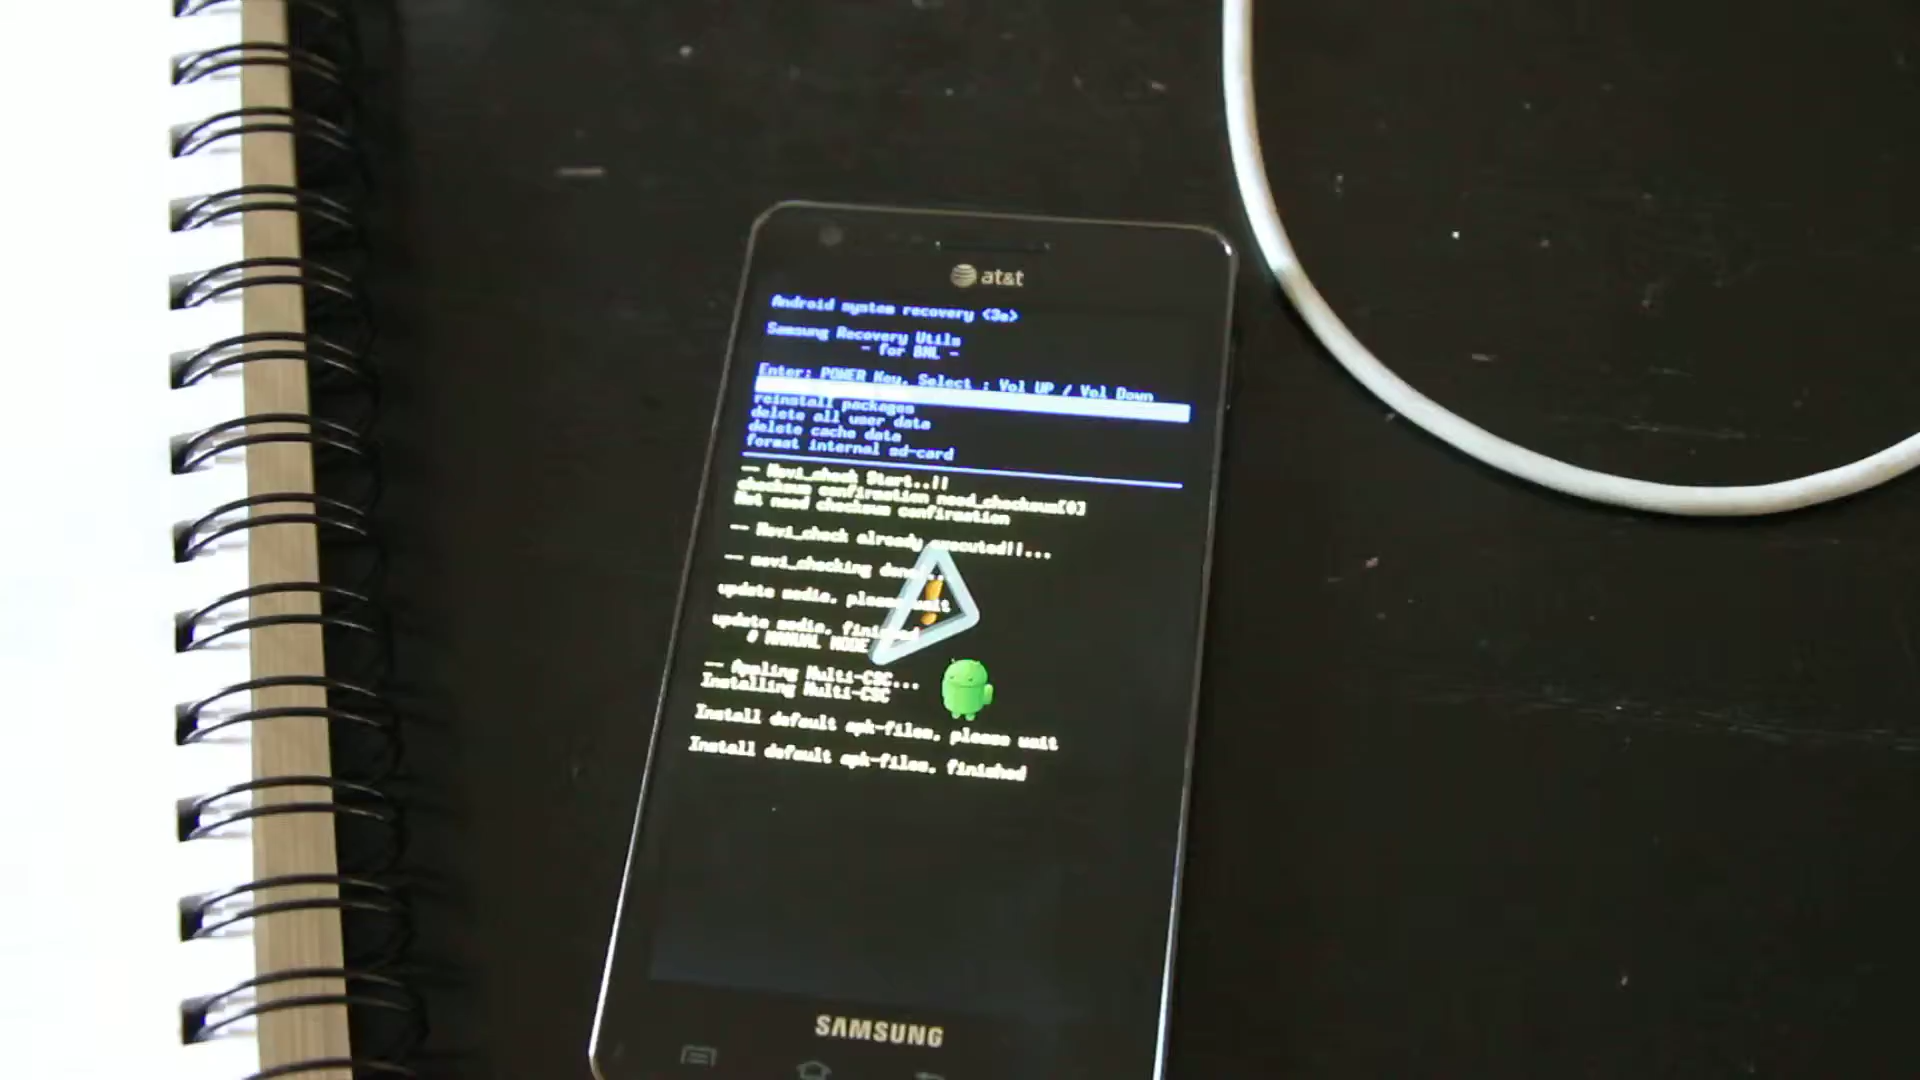 at&t
Android system recovery <3e>
Samsung Recovery Utils
- for BML -
Enter: POWER Key, Select : Vol UP / Vol Down
reinstall packages
delete all user data
delete cache data
format internal sd-card
-- Movi_check Start..!!
checksum confirmation need_checksum[0]
Not need checksum confirmation
-- Movi_check already executed!!...
-- movi_checking done!...
update media, please wait
update media, finished
# MANUAL MODE #
-- Appling Multi-CSC...
Installing Multi-CSC
Install default apk-files, please wait
Install default apk-files, finished
SAMSUNG